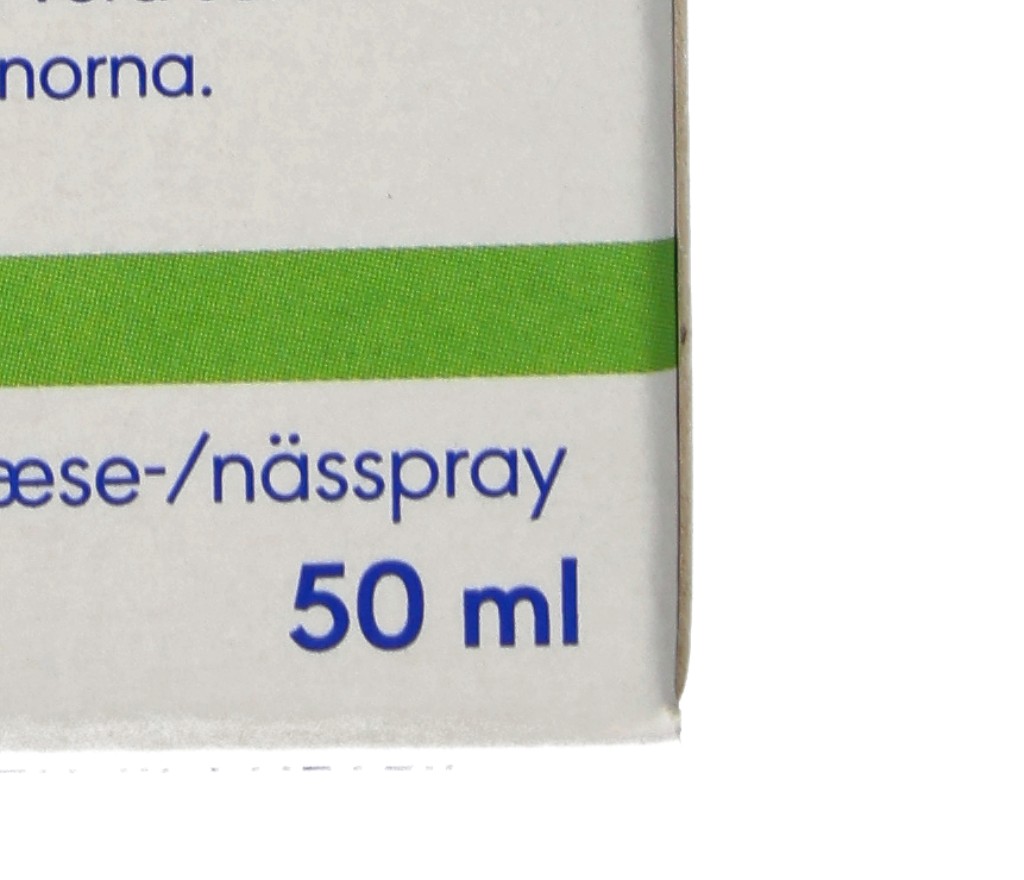 norna.
æse-/nässpray
50 ml